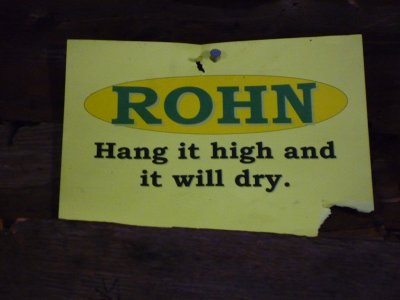 ROHN
Hang it high and
it will dry.